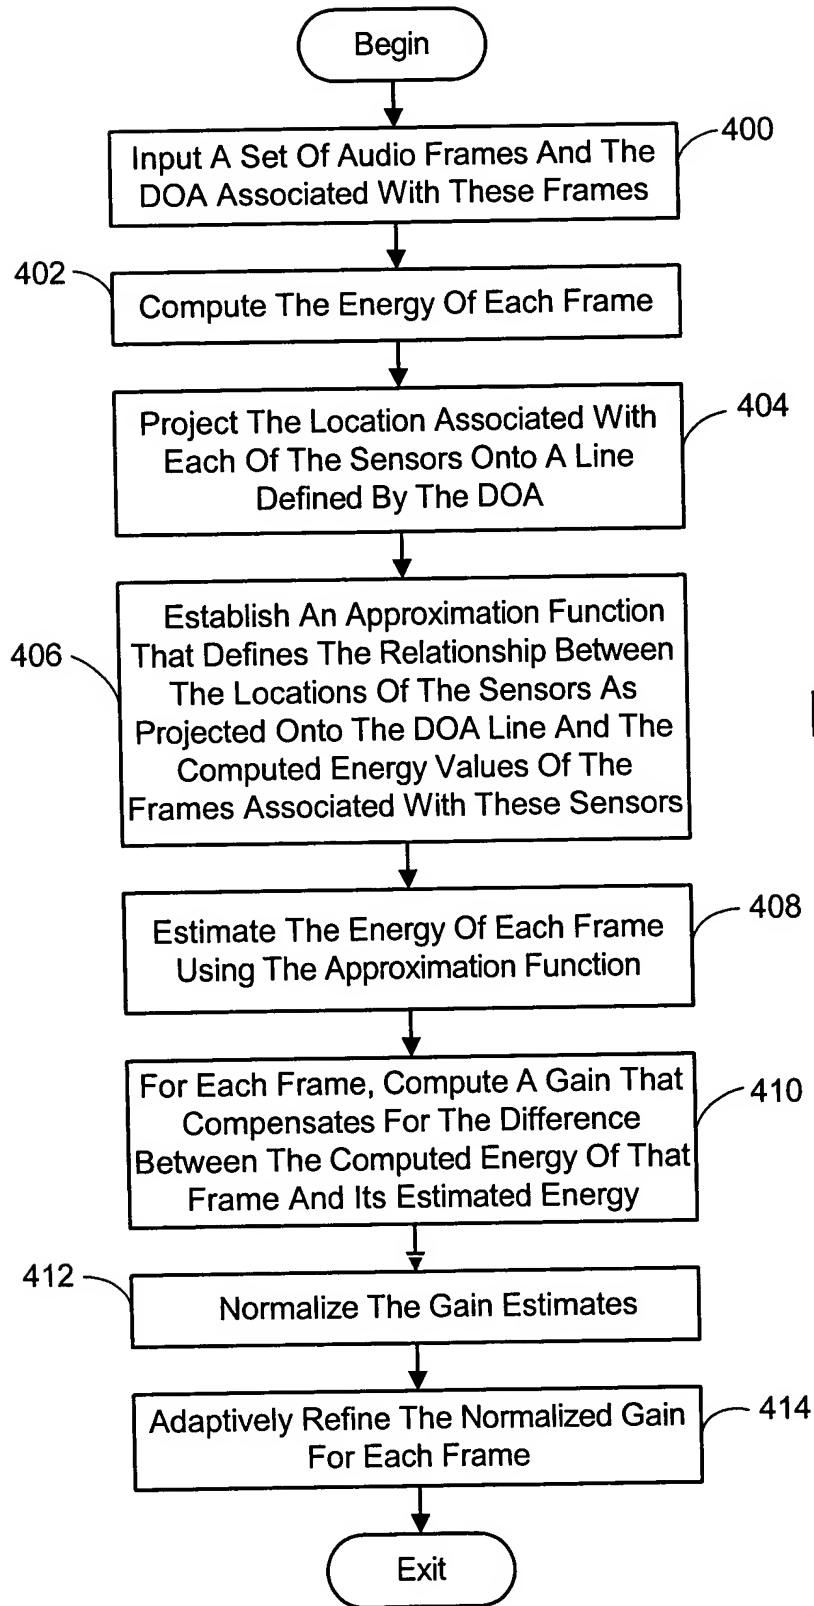 Begin
400
Input A Set Of Audio Frames And The
DOA Associated With These Frames
402
Compute The Energy Of Each Frame
404
Project The Location Associated With
Each Of The Sensors Onto A Line
Defined By The DOA
406
Establish An Approximation Function
That Defines The Relationship Between
The Locations Of The Sensors As
Projected Onto The DOA Line And The
Computed Energy Values Of The
Frames Associated With These Sensors
408
Estimate The Energy Of Each Frame
Using The Approximation Function
410
For Each Frame, Compute A Gain That
Compensates For The Difference
Between The Computed Energy Of That
Frame And Its Estimated Energy
412
Normalize The Gain Estimates
414
Adaptively Refine The Normalized Gain
For Each Frame
Exit